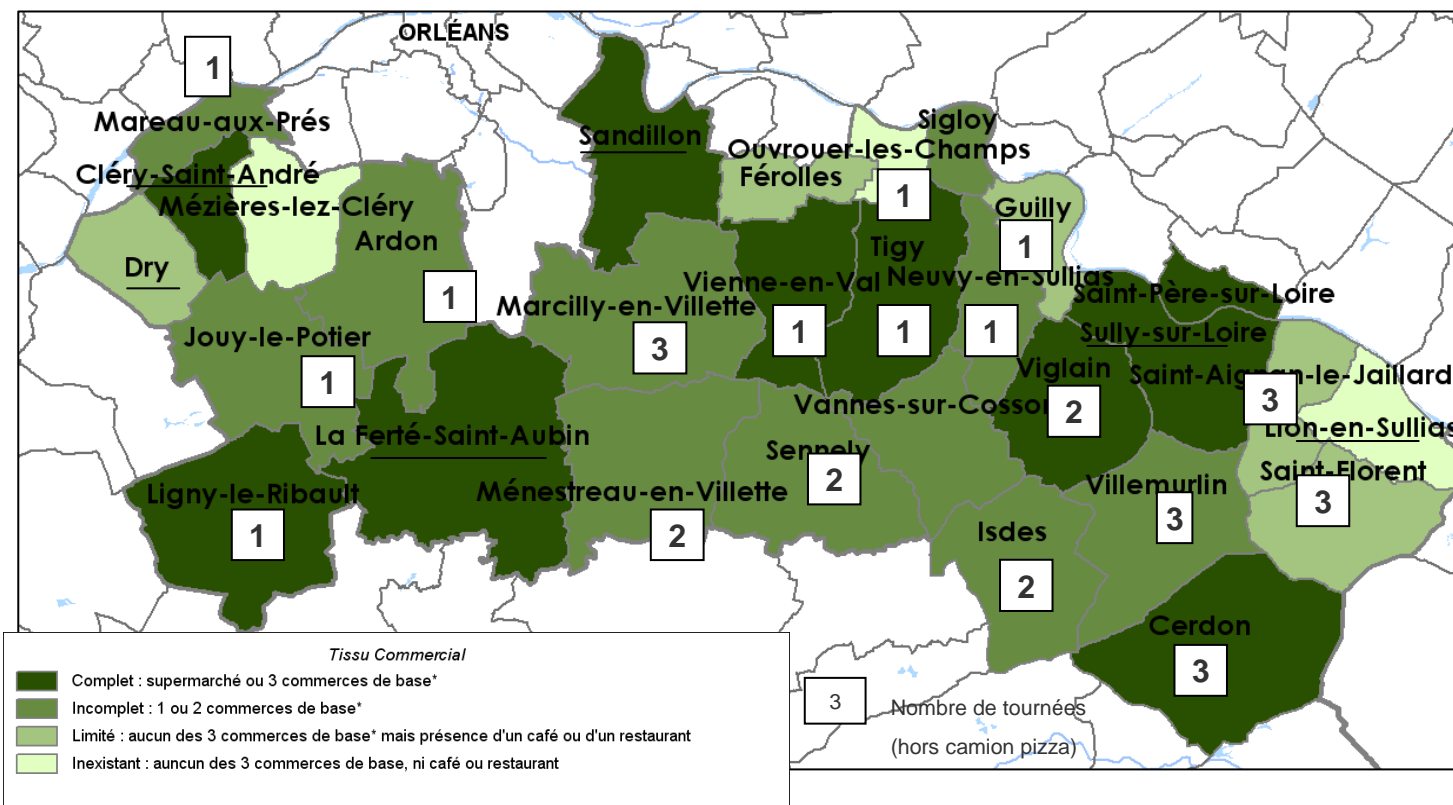 ORLÉANS
1
Mareau-aux-Prés
Sigloy
Sandillon
Ouvrouer-les-Champs
Cléry-Saint-André
Férolles
1
Mézières-lez-Cléry
Guilly
Ardon
1
Tigy
Dry
Neuvy-en-Sullias
Vienne-en-Val
Saint-Père-sur-Loire
1
Marcilly-en-Villette
Jouy-le-Potier
3
1
1
1
Sully-sur-Loire
Viglain
Saint-Aignan-le-Jaillard
1
Vannes-sur-Cosson
2
3
La Ferté-Saint-Aubin
Lion-en-Sullias
Sennely
2
Saint-Florent
Ligny-le-Ribault
Ménestreau-en-Villette
Villemurlin
3
1
2
3
Isdes
2
Cerdon
3
Tissu Commercial
Complet : supermarché ou 3 commerces de base*
Incomplet : 1 ou 2 commerces de base*
Limité : aucun des 3 commerces de base* mais présence d'un café ou d'un restaurant
Inexistant : auncun des 3 commerces de base, ni café ou restaurant
3
Nombre de tournées
(hors camion pizza)